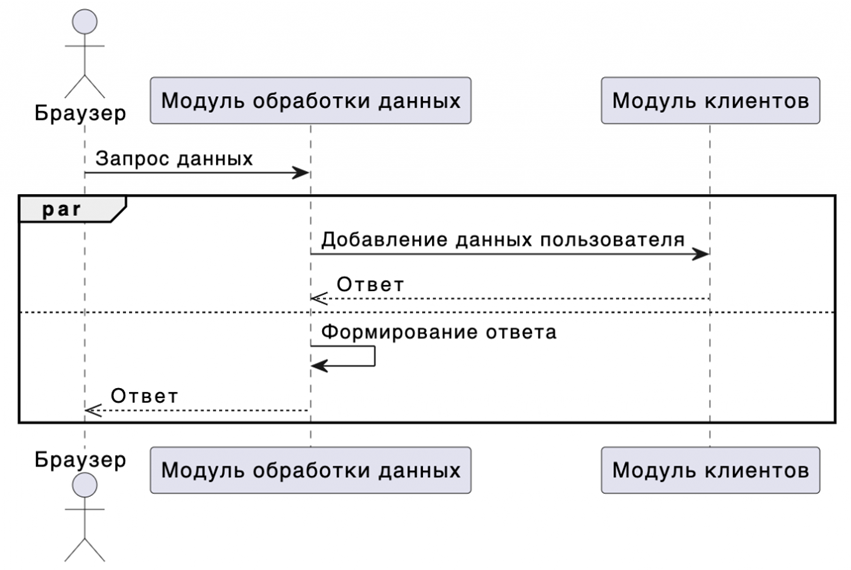 Браузер
Модуль обработки данных
Модуль клиентов
Запрос данных
par
Добавление данных пользователя
Ответ
Формирование ответа
Ответ
Браузер
Модуль обработки данных
Модуль клиентов